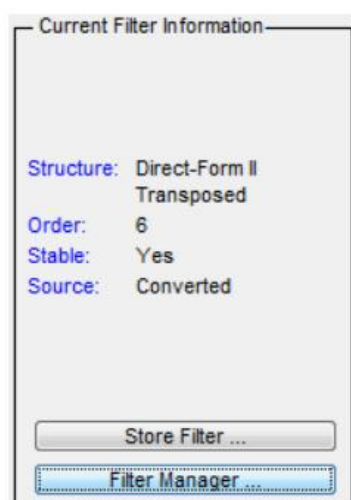 Current Filter Information
Structure: Direct-Form II
Transposed
Order: 6
Stable: Yes
Source: Converted
Store Filter ...
Filter Manager ...